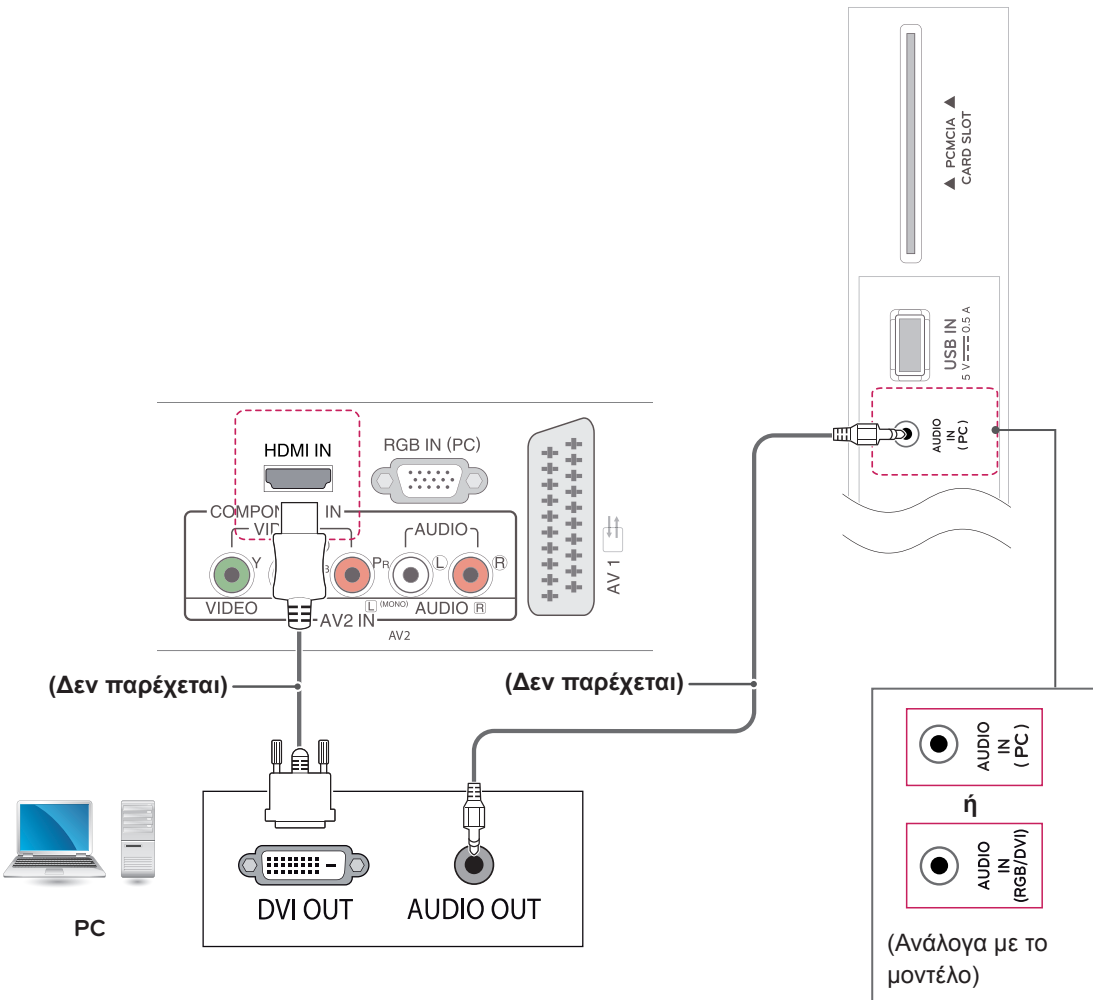 ◄ PCMCIA ►
CARD SLOT
USB IN
5 V 0.5 A
AUDIO
IN
(PC)
HDMI IN
RGB IN (PC)
IN
AUDIO
Y
PR
L
R
VIDEO
L (MONO)
AUDIO R
AV2 IN
AV2
AV 1
(Δεν παρέχεται)
(Δεν παρέχεται)
AUDIO
IN
(PC)
ή
AUDIO
IN
(RGB/DVI)
(Ανάλογα με το
μοντέλο)
PC
DVI OUT
AUDIO OUT